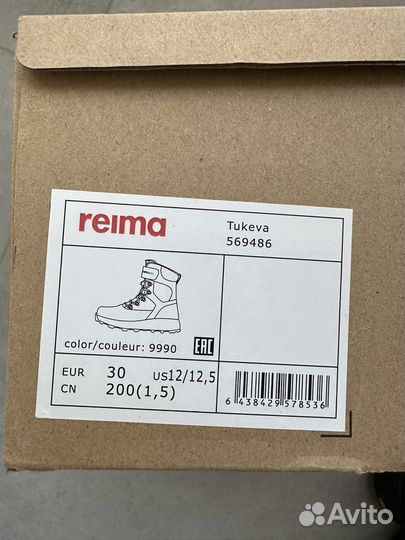 reima
Tukeva
569486
color/couleur: 9990
EAC
EUR 30 US12/12,5
CN 200(1,5)
6 438429 578536
Avito